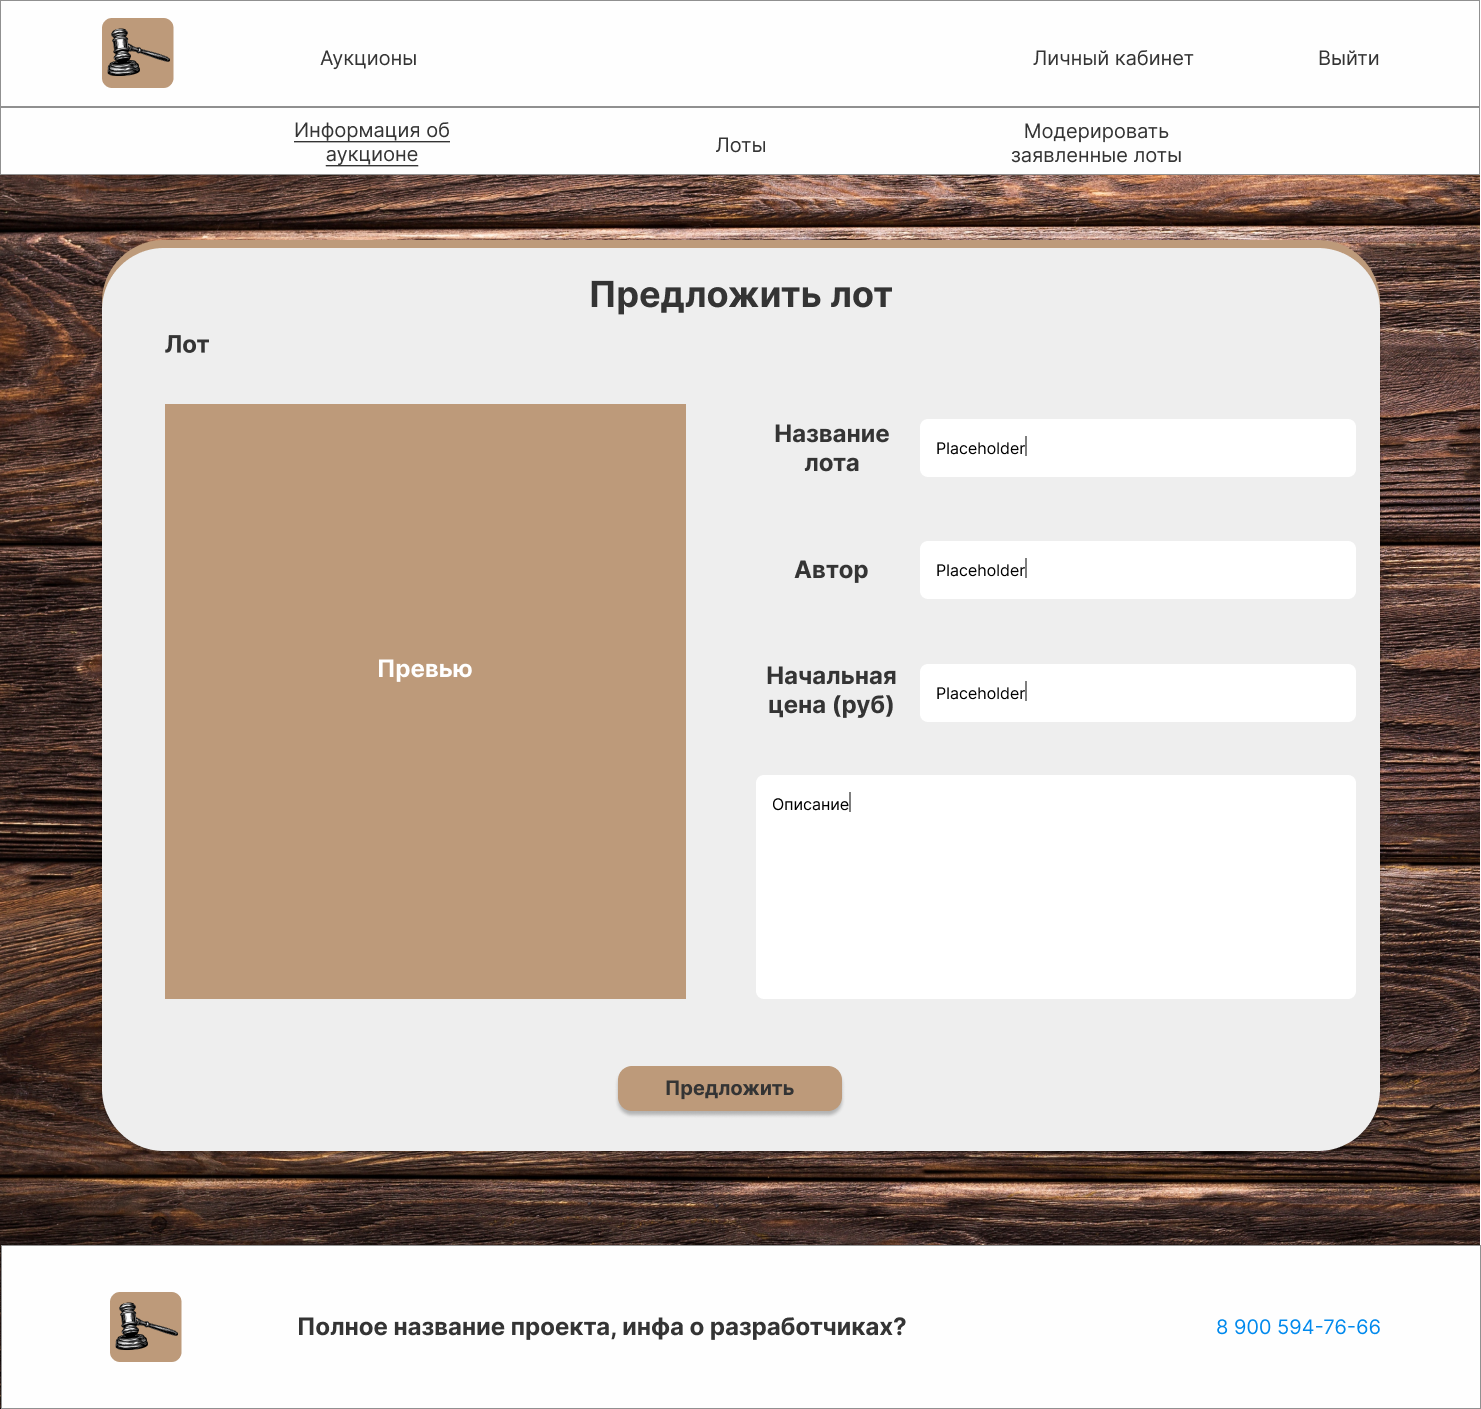 Аукционы
Личный кабинет
Выйти
Информация об
аукционе
Лоты
Модерировать
заявленные лоты
Предложить лот
Лот
Превью
Название
лота
Placeholder
Автор
Placeholder
Начальная
цена (руб)
Placeholder
Описание
Предложить
Полное название проекта, инфа о разработчиках?
8 900 594-76-66